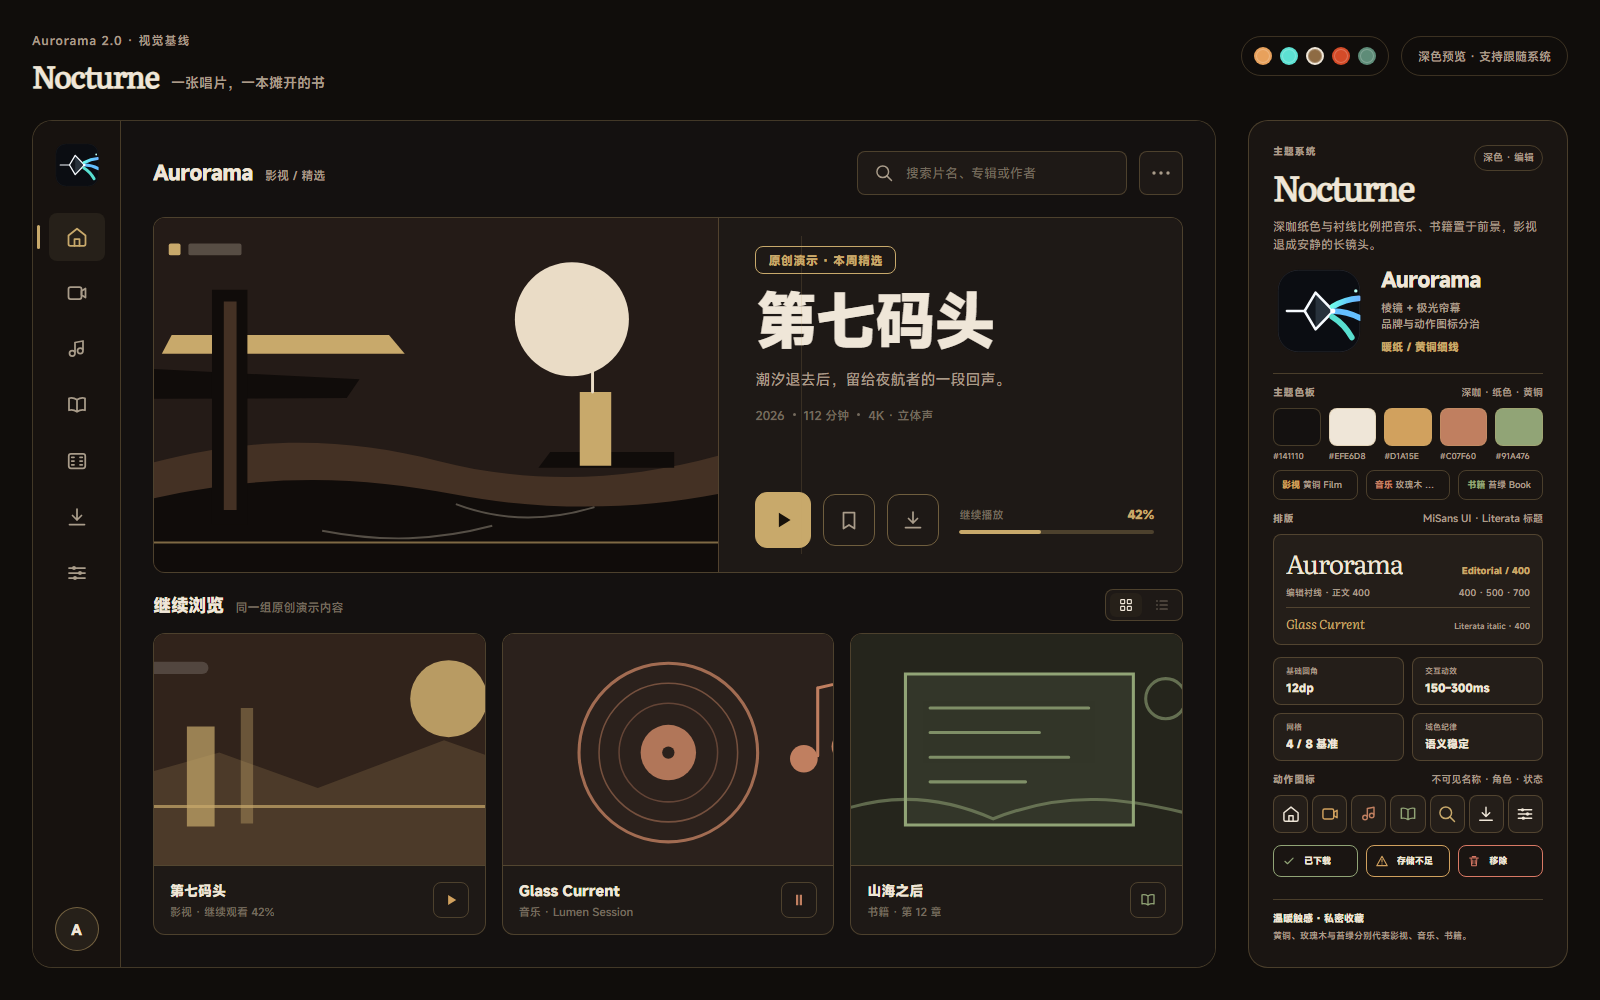 Aurorama 2.0 · 视觉基线
Nocturne 一张唱片，一本摊开的书
深色预览 · 支持跟随系统
Aurorama 影视 / 精选
搜索片名、专辑或作者
原创演示 · 本周精选
第七码头
潮汐退去后，留给夜航者的一段回声。
2026 · 112 分钟 · 4K · 立体声
继续播放 42%
继续浏览 同一组原创演示内容
第七码头
影视 · 继续观看 42%
Glass Current
音乐 · Lumen Session
山海之后
书籍 · 第 12 章
A
主题系统
深色 · 编辑
Nocturne
深咖纸色与衬线比例把音乐、书籍置于前景，影视
退成安静的长镜头。
Aurorama
棱镜 + 极光帘幕
品牌与动作图标分治
暖纸 / 黄铜细线
主题色板 深咖 · 纸色 · 黄铜
#141110 #EFE6D8 #D1A15E #C07F60 #91A476
影视 黄铜 Film 音乐 玫瑰木 ... 书籍 苔绿 Book
排版 MiSans UI · Literata 标题
Aurorama Editorial / 400
编辑衬线 · 正文 400 400 · 500 · 700
Glass Current Literata italic · 400
基础圆角
12dp
交互动效
150–300ms
网格
4 / 8 基准
域色纪律
语义稳定
动作图标 不可见名称 · 角色 · 状态
已下载 存储不足 移除
温暖触感 · 私密收藏
黄铜、玫瑰木与苔绿分别代表影视、音乐、书籍。